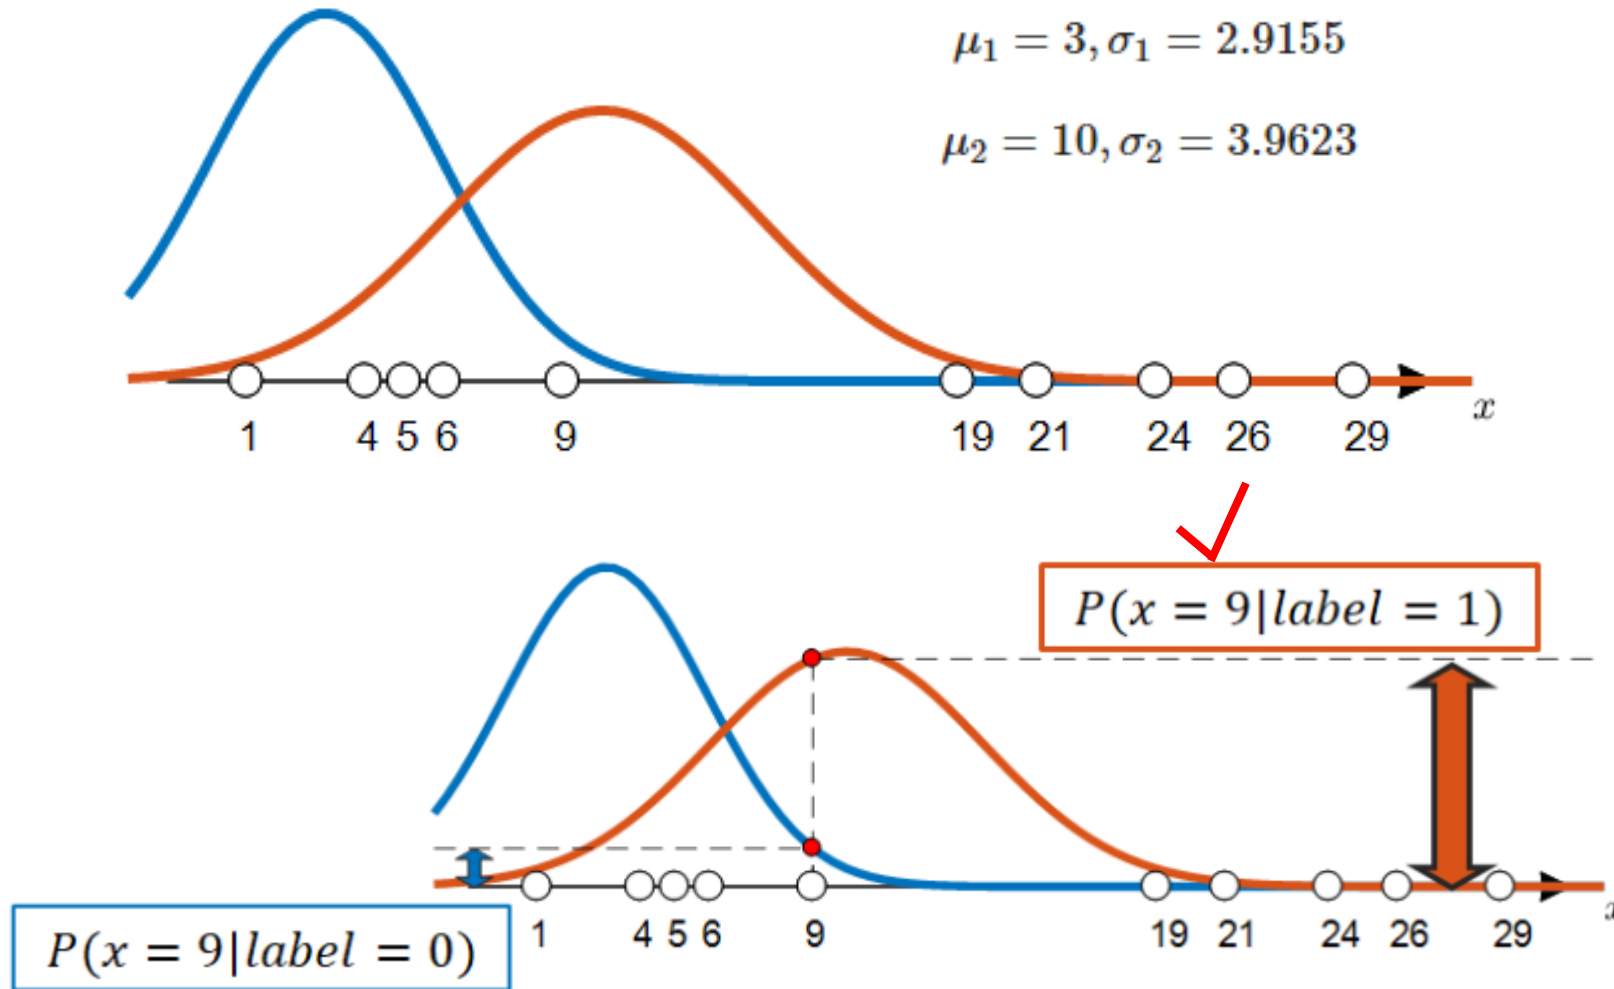 μ₁ = 3, σ₁ = 2.9155
μ₂ = 10, σ₂ = 3.9623
x
1 4 5 6 9 19 21 24 26 29
P(x = 9|label = 1)
x
1 4 5 6 9 19 21 24 26 29
P(x = 9|label = 0)